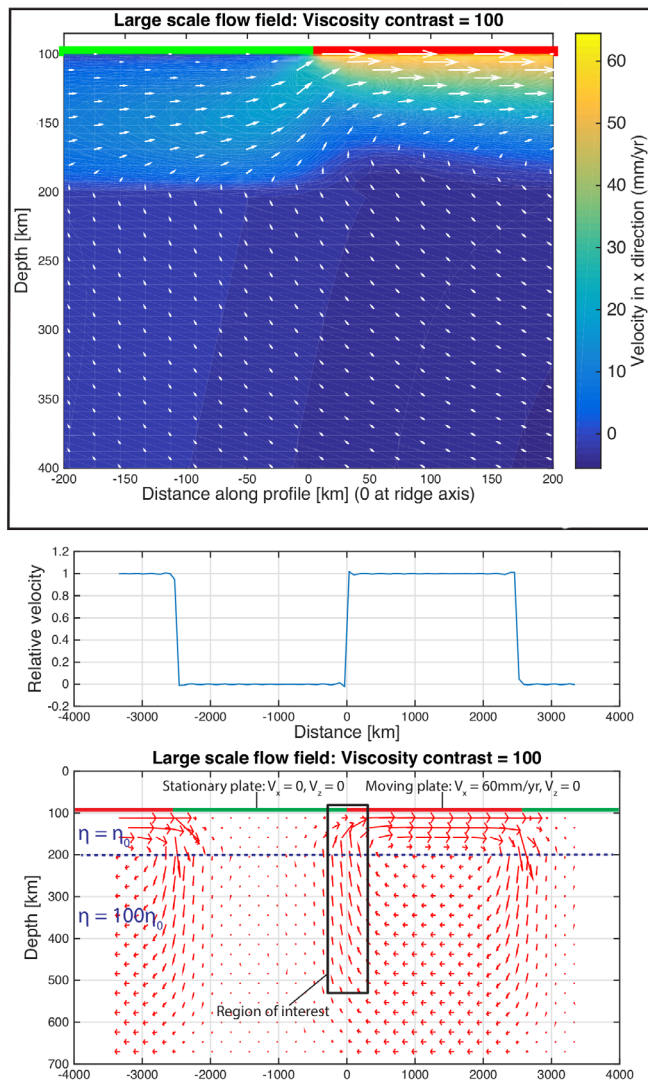 Large scale flow field: Viscosity contrast = 100
100
150
200
250
300
350
400
Depth [km]
-200 -150 -100 -50 0 50 100 150 200
Distance along profile [km] (0 at ridge axis)
60
50
40
30
20
10
0
Velocity in x direction (mm/yr)
1.2
1
0.8
0.6
0.4
0.2
0
-0.2
Relative velocity
-4000 -3000 -2000 -1000 0 1000 2000 3000 4000
Distance [km]
Large scale flow field: Viscosity contrast = 100
Stationary plate: Vx = 0, Vz = 0 Moving plate: Vx = 60mm/yr, Vz = 0
0
100
200
300
400
500
600
700
Depth [km]
η = η0
η = 100η0
Region of interest
-4000 -3000 -2000 -1000 0 1000 2000 3000 4000